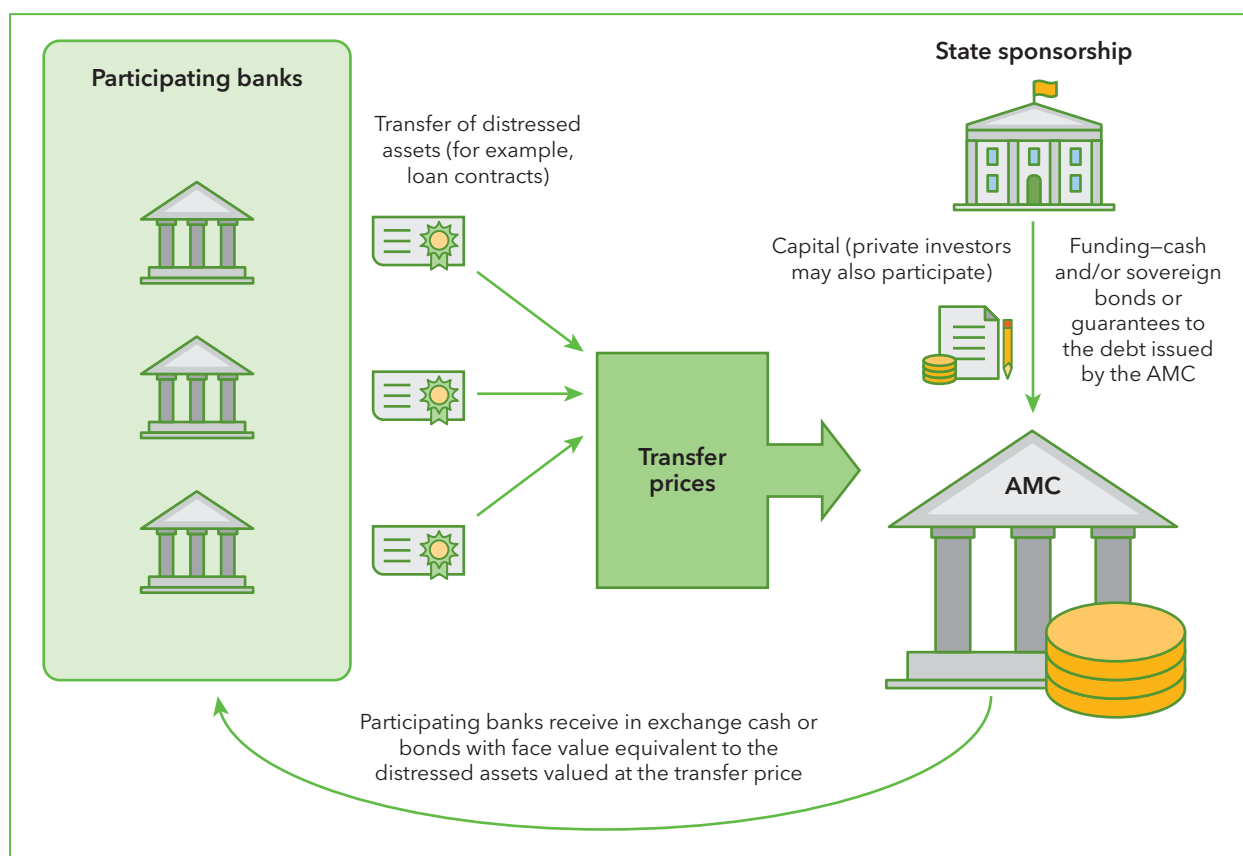 Participating banks
Transfer of distressed
assets (for example,
loan contracts)
State sponsorship
Capital (private investors
may also participate)
Funding—cash
and/or sovereign
bonds or
guarantees to
the debt issued
by the AMC
Transfer
prices
AMC
Participating banks receive in exchange cash or
bonds with face value equivalent to the
distressed assets valued at the transfer price